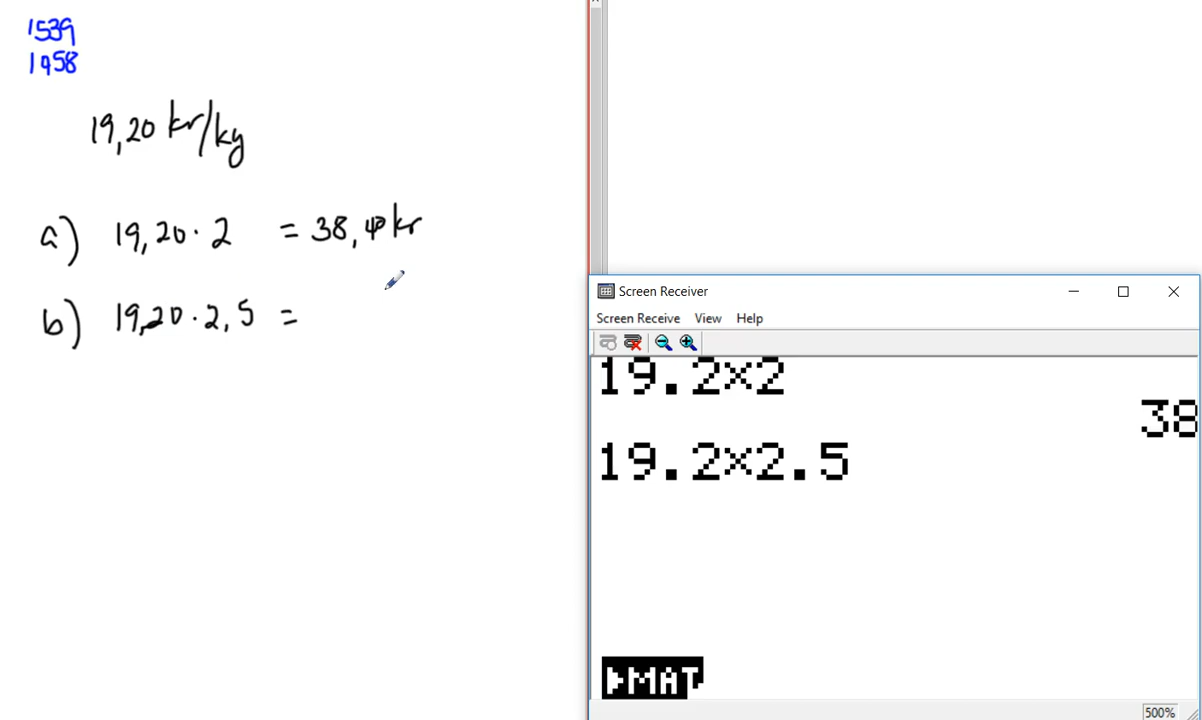 1539
1958
19,20 kr/kg
a) 19,20 · 2 = 38,40 kr
b) 19,20 · 2,5 =
Screen Receiver
Screen Receive View Help
19.2×2
38
19.2×2.5
▶MAT
500%